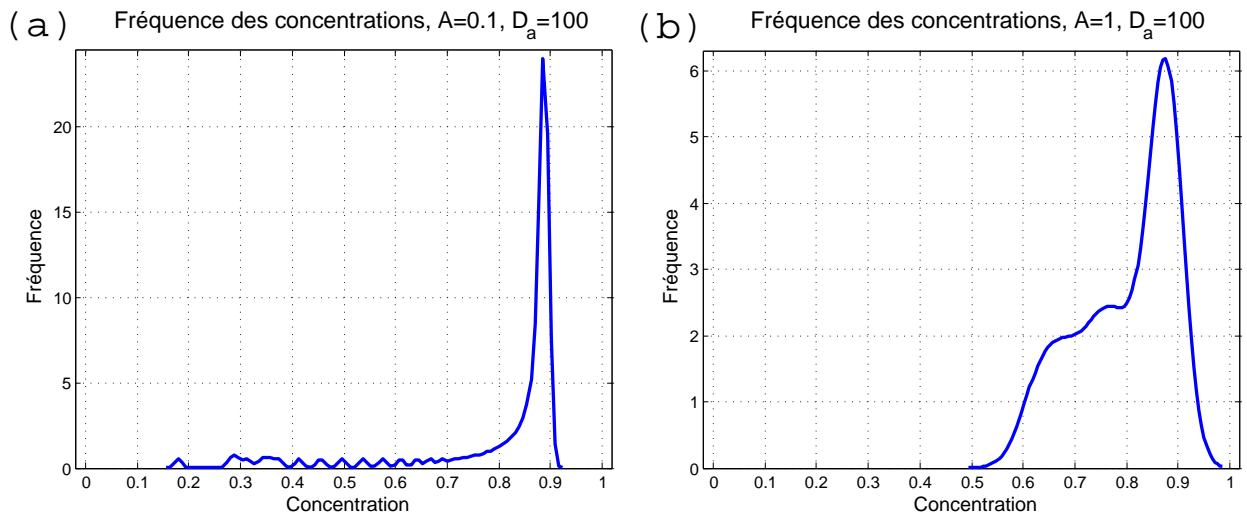 (a)
Fréquence des concentrations, A=0.1, D_a=100
Fréquence
20
15
10
5
0
0 0.1 0.2 0.3 0.4 0.5 0.6 0.7 0.8 0.9 1
Concentration
(b)
Fréquence des concentrations, A=1, D_a=100
Fréquence
6
5
4
3
2
1
0
0 0.1 0.2 0.3 0.4 0.5 0.6 0.7 0.8 0.9 1
Concentration